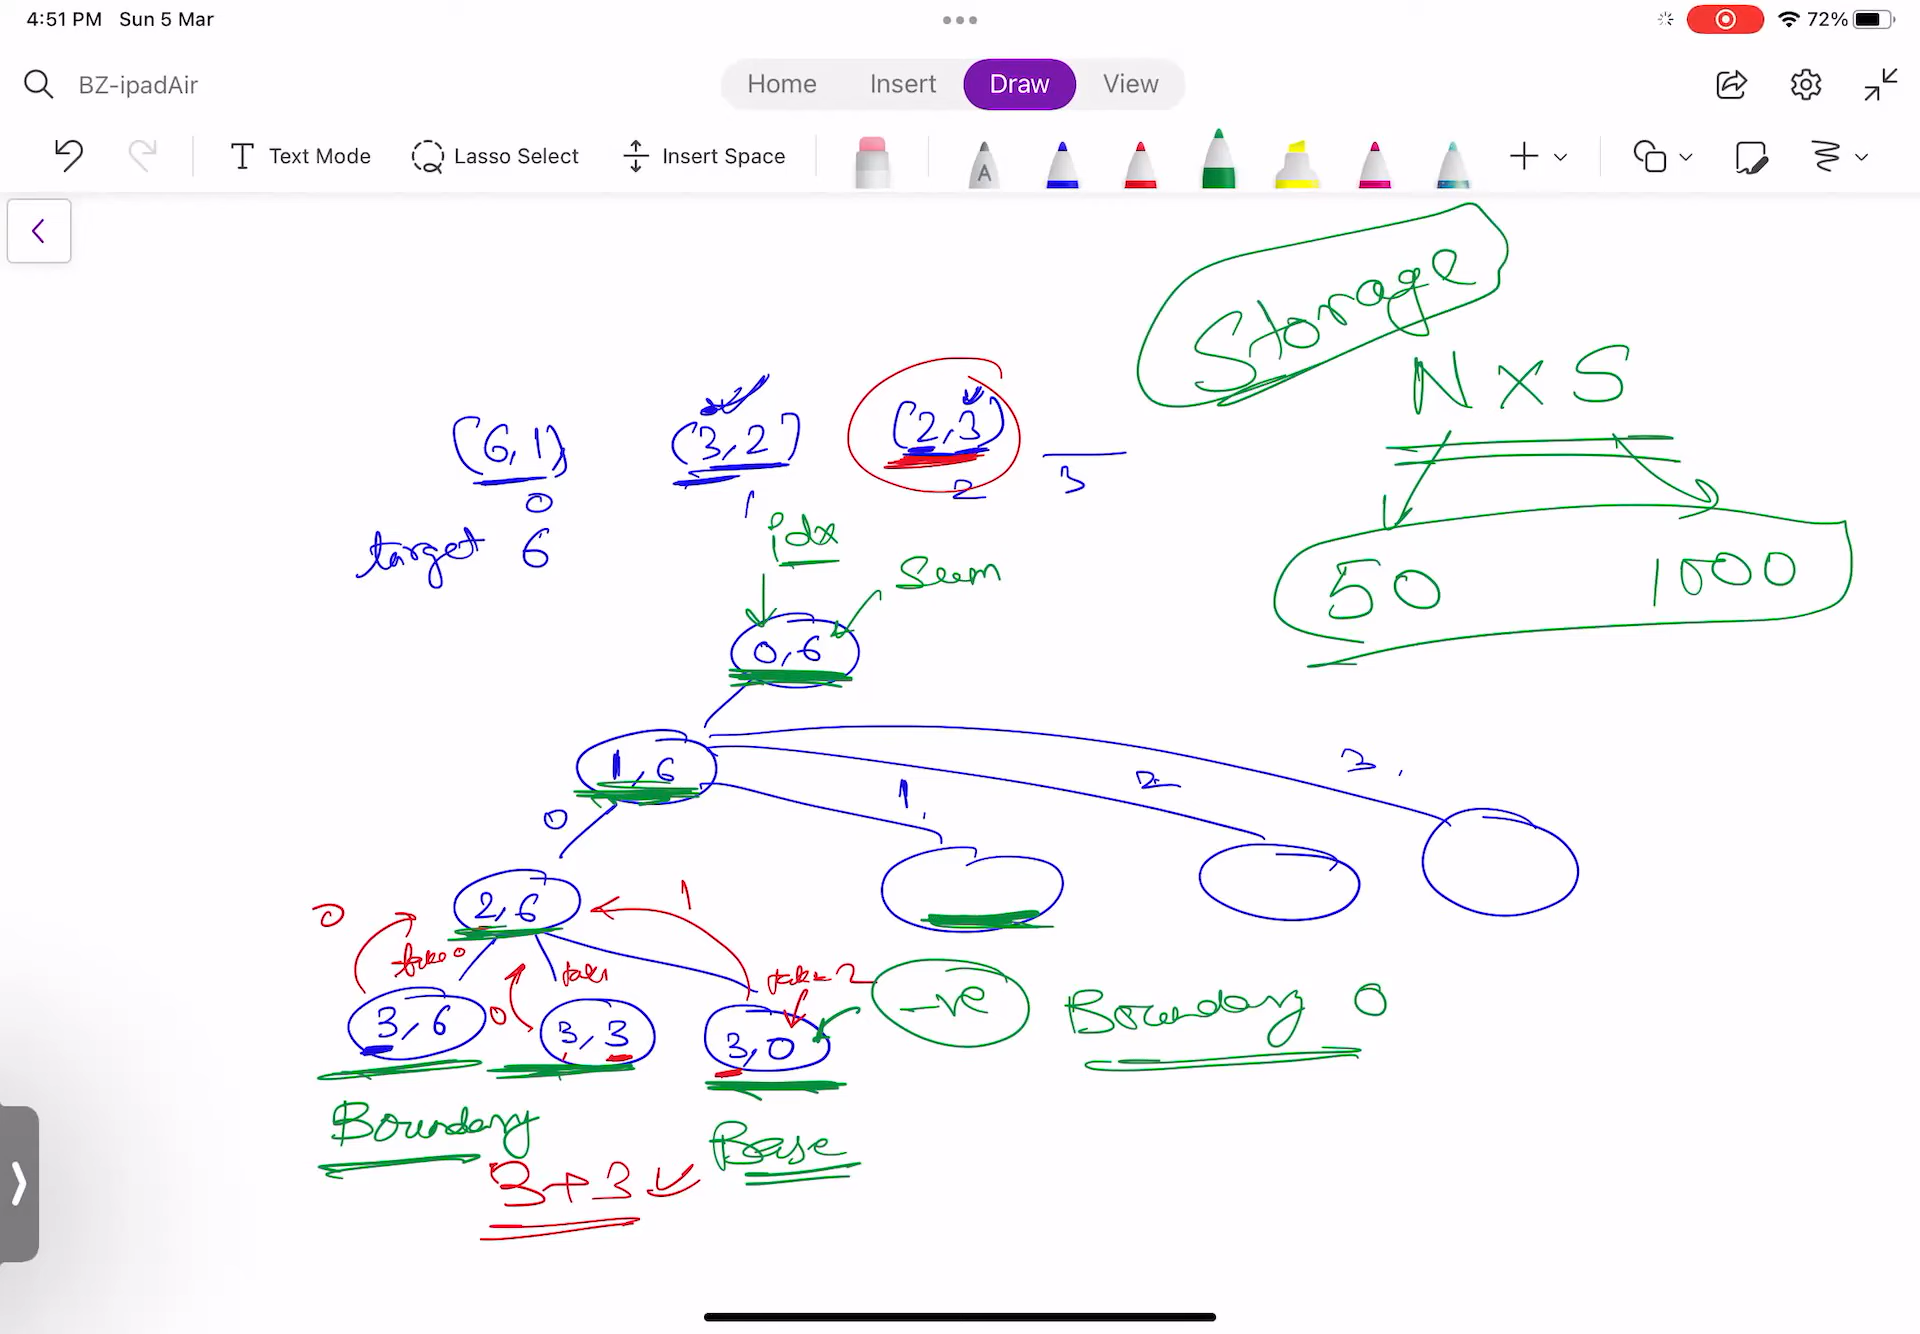 4:51 PM Sun 5 Mar
72%
BZ-ipadAir
Home Insert Draw View
Text Mode Lasso Select Insert Space
A
Storage
N x S
50 1000
(6,1) (3,2) (2,3)
0 1 2 3
target 6
idx
Sum
0,6
1,6
0 1. 2 3.
2,6
0 1
take 0 take 2
3,6 0 3,3 3,0 -ve Boundary 0
Boundary Base
3+3